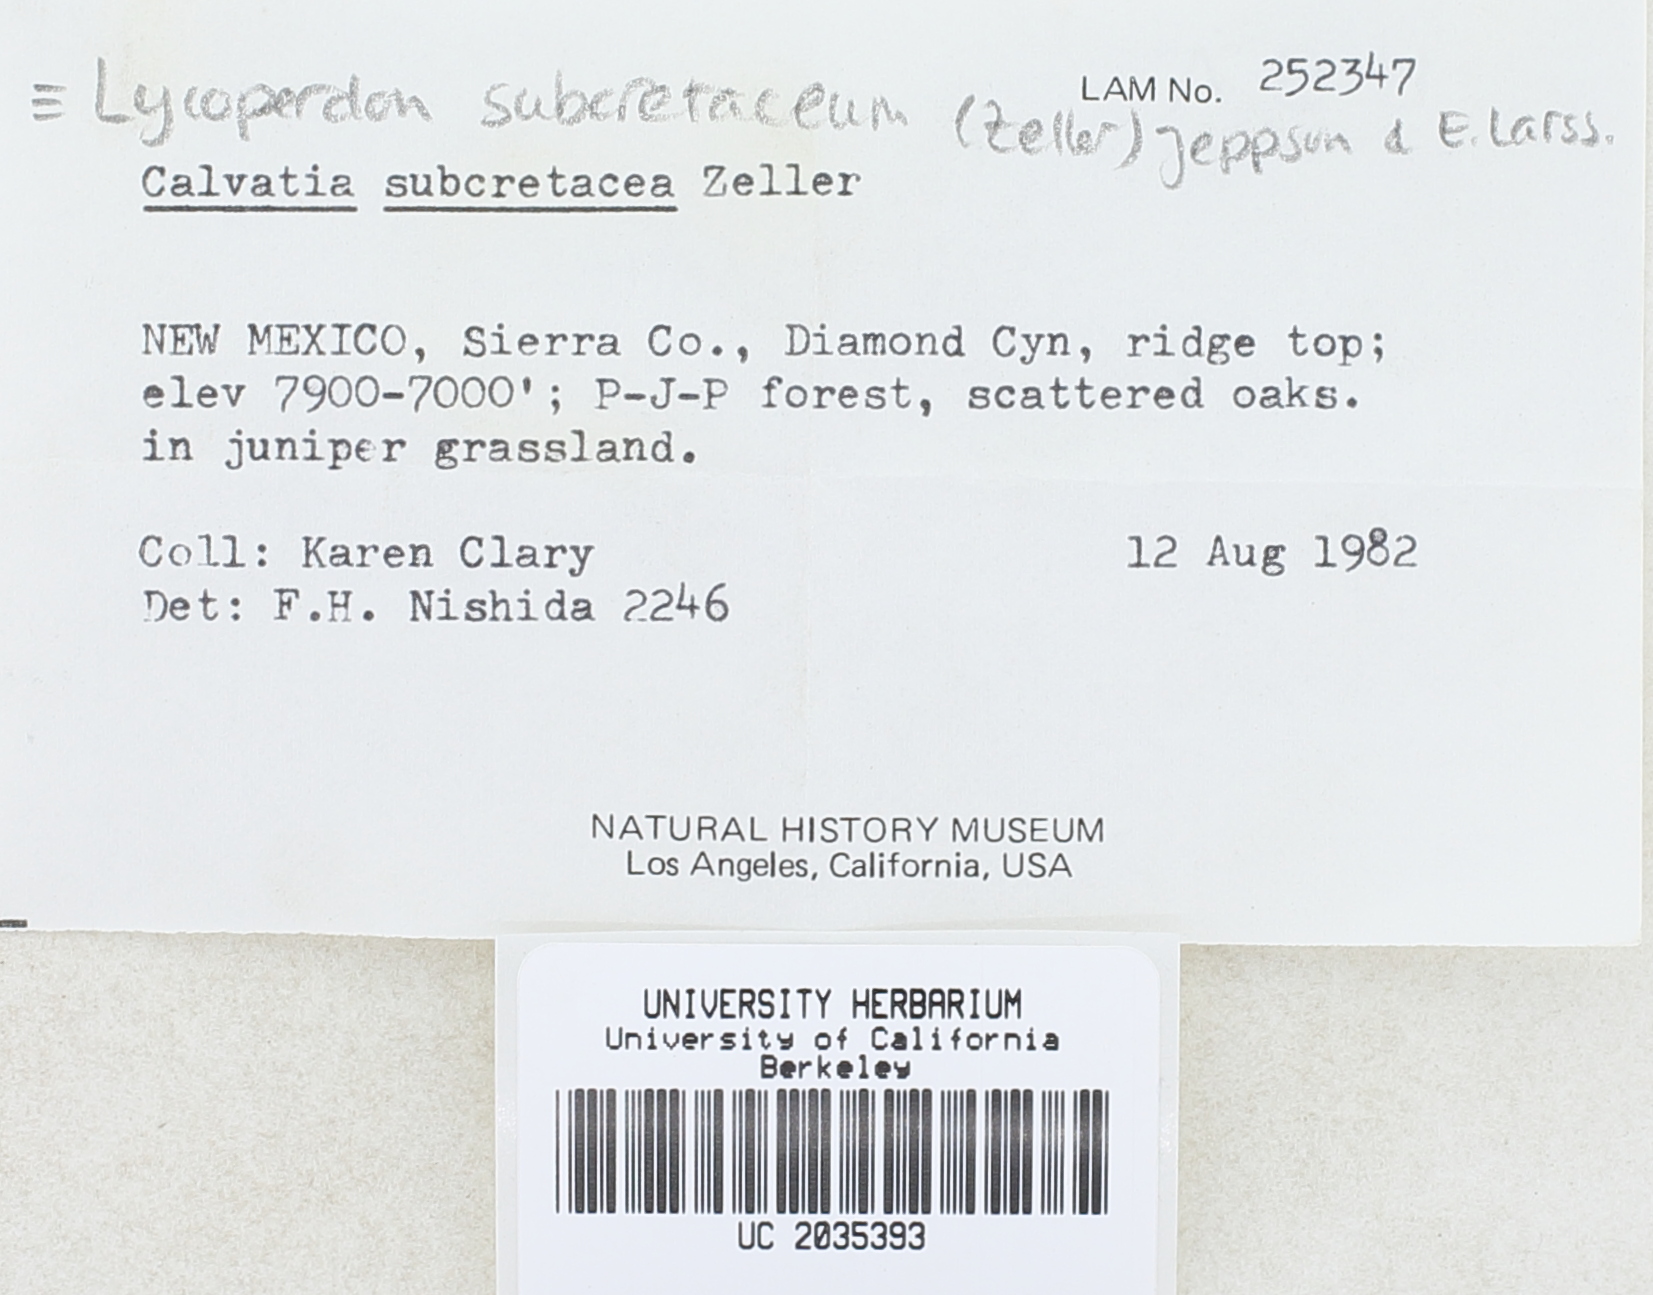 LAM No. 252347
≡ Lycoperdon subcretaceum (Zeller) Jeppson & E. Larss.
Calvatia subcretacea Zeller
NEW MEXICO, Sierra Co., Diamond Cyn, ridge top;
elev 7900-7000'; P-J-P forest, scattered oaks.
in juniper grassland.
Coll: Karen Clary 12 Aug 1982
Det: F.H. Nishida 2246
NATURAL HISTORY MUSEUM
Los Angeles, California, USA
UNIVERSITY HERBARIUM
University of California
Berkeley
UC 2035393